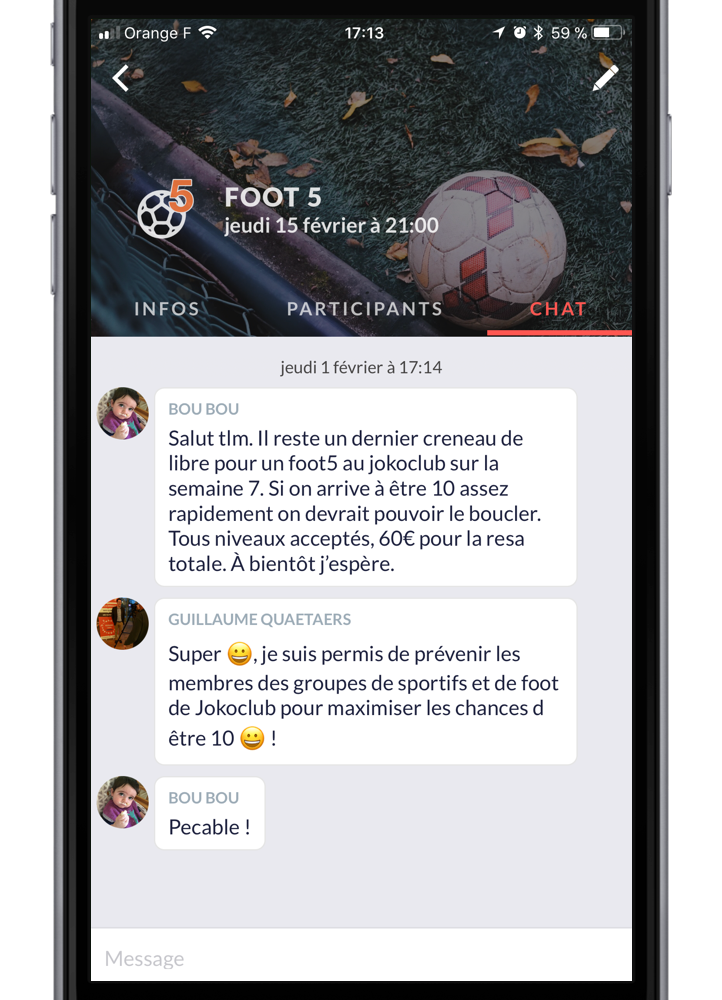 Orange F 17:13 59 %
5
FOOT 5
jeudi 15 février à 21:00
INFOS PARTICIPANTS CHAT
jeudi 1 février à 17:14
BOU BOU
Salut tlm. Il reste un dernier creneau de
libre pour un foot5 au jokoclub sur la
semaine 7. Si on arrive à être 10 assez
rapidement on devrait pouvoir le boucler.
Tous niveaux acceptés, 60€ pour la resa
totale. À bientôt j’espère.
GUILLAUME QUAETAERS
Super 😀, je suis permis de prévenir les
membres des groupes de sportifs et de foot
de Jokoclub pour maximiser les chances d
être 10 😀 !
BOU BOU
Pecable !
Message